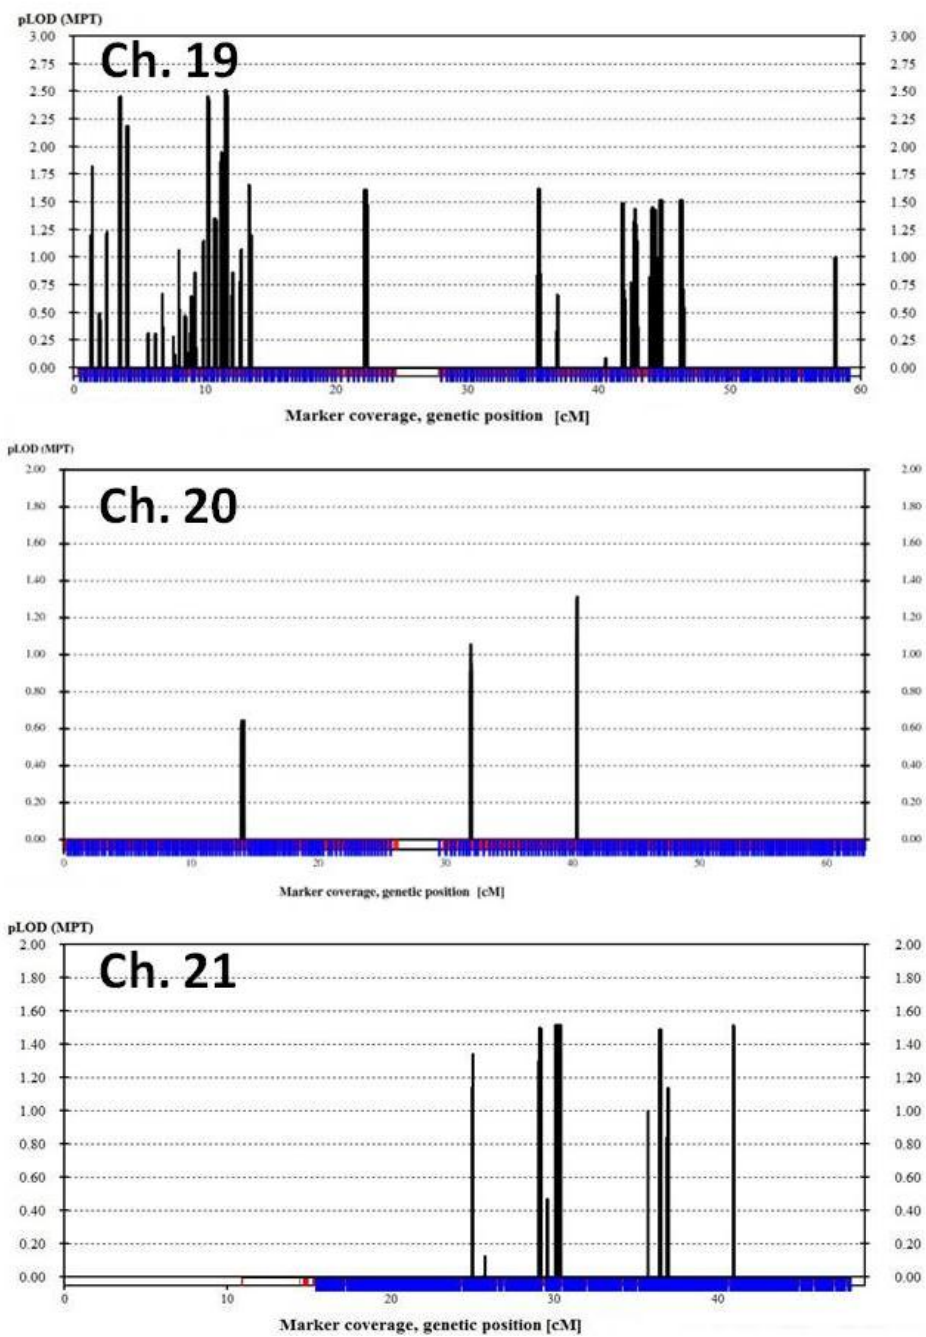 pLOD (MPT)
3.00 3.00
Ch. 19
2.75 2.75
2.50 2.50
2.25 2.25
2.00 2.00
1.75 1.75
1.50 1.50
1.25 1.25
1.00 1.00
0.75 0.75
0.50 0.50
0.25 0.25
0.00 0.00
10 20 30 40 50 60
Marker coverage, genetic position [cM]
pLOD (MPT)
2.00 2.00
Ch. 20
1.80 1.80
1.60 1.60
1.40 1.40
1.20 1.20
1.00 1.00
0.80 0.80
0.60 0.60
0.40 0.40
0.20 0.20
0.00 0.00
0 10 20 30 40 50 60
Marker coverage, genetic position [cM]
pLOD (MPT)
2.00 2.00
Ch. 21
1.80 1.80
1.60 1.60
1.40 1.40
1.20 1.20
1.00 1.00
0.80 0.80
0.60 0.60
0.40 0.40
0.20 0.20
0.00 0.00
0 10 20 30 40
Marker coverage, genetic position [cM]